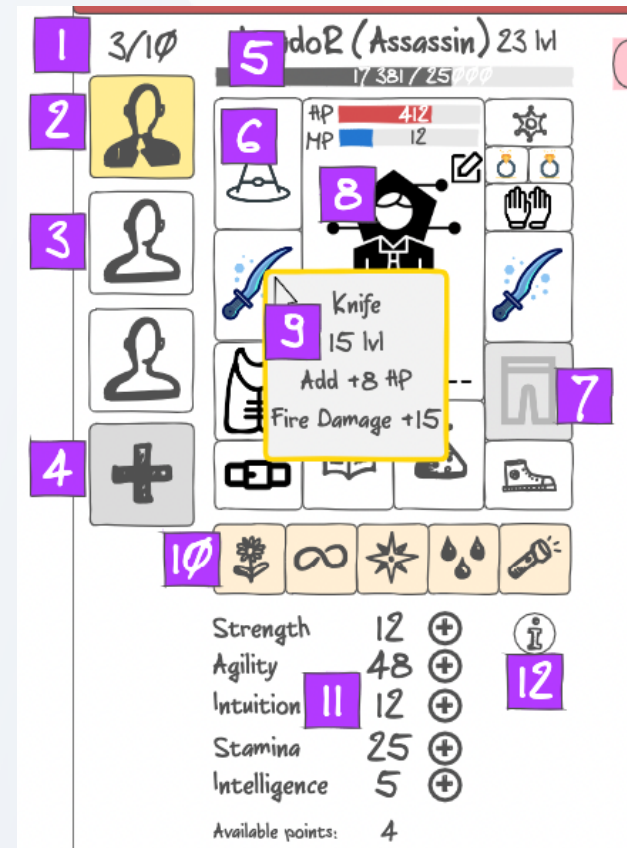 1
3/10
doR (Assassin) 23 lvl
5
17 381 / 25000
2
6
HP 412
MP 12
8
3
Knife
9
15 lvl
Add +8 HP
7
Fire Damage +15
4
10
Strength 12
Agility 48
12
Intuition 11 12
Stamina 25
Intelligence 5
Available points: 4